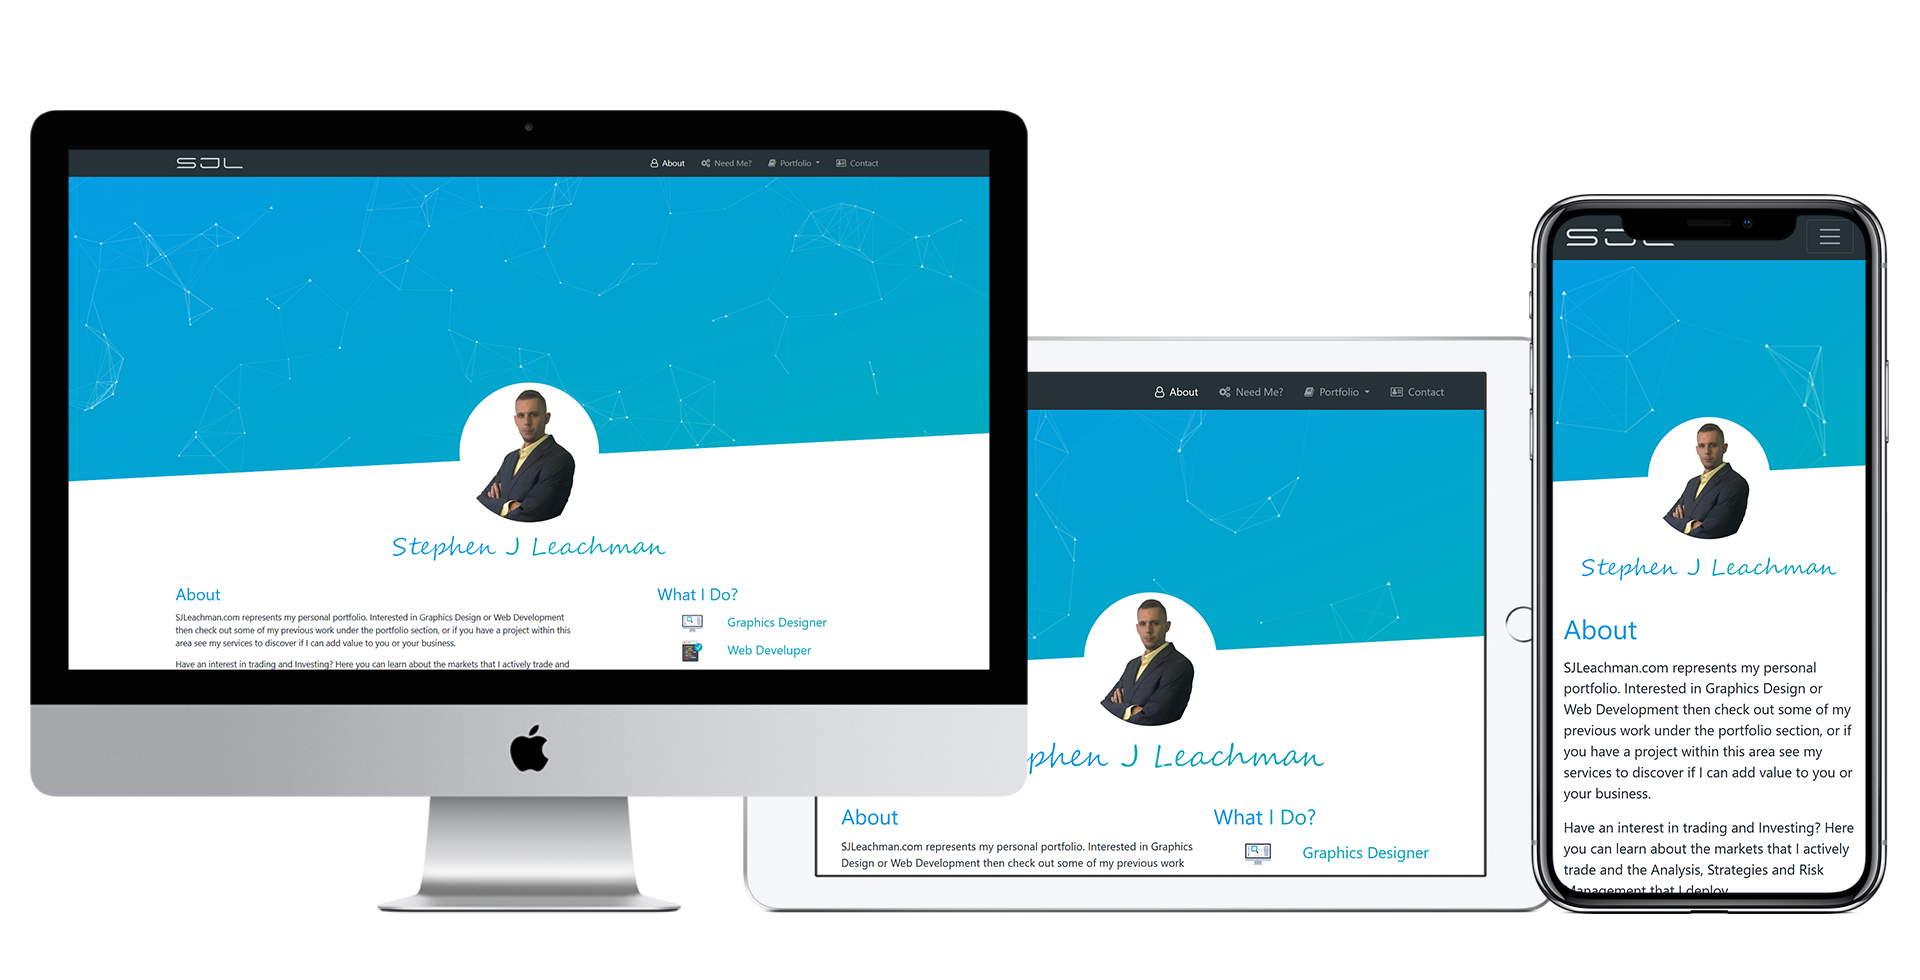 SJL
About
Need Me?
Portfolio
Contact
Stephen J Leachman
About
SJLeachman.com represents my personal portfolio. Interested in Graphics Design or Web Development
then check out some of my previous work under the portfolio section, or if you have a project within this
area see my services to discover if I can add value to you or your business.
Have an interest in trading and Investing? Here you can learn about the markets that I actively trade and
What I Do?
Graphics Designer
Web Develuper
About
Need Me?
Portfolio
Contact
phen J Leachman
About
SJLeachman.com represents my personal portfolio. Interested in Graphics
Design or Web Development then check out some of my previous work
What I Do?
Graphics Designer
SJL
Stephen J Leachman
About
SJLeachman.com represents my personal
portfolio. Interested in Graphics Design or
Web Development then check out some of my
previous work under the portfolio section, or if
you have a project within this area see my
services to discover if I can add value to you or
your business.
Have an interest in trading and Investing? Here
you can learn about the markets that I actively
trade and the Analysis, Strategies and Risk
Management that I deploy